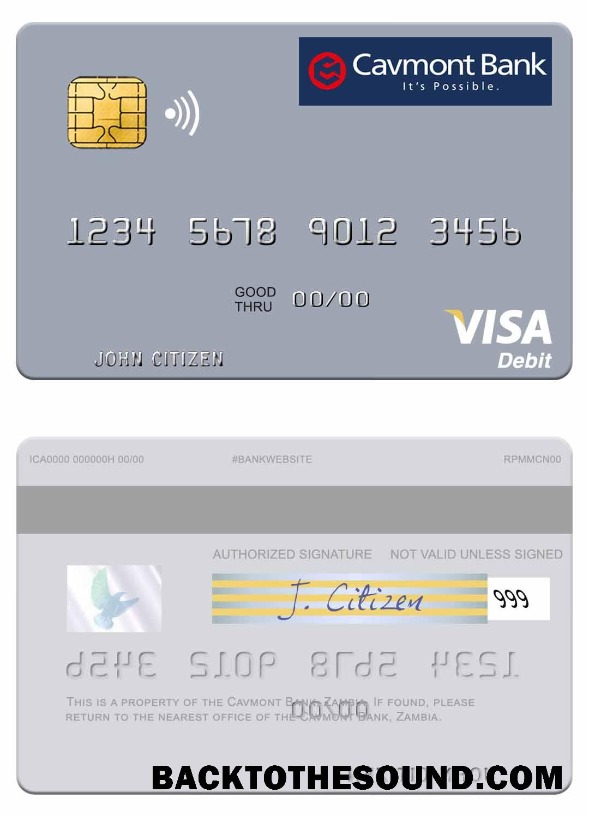 Cavmont Bank
It's Possible.
1234 5678 9012 3456
GOOD THRU 00/00
VISA
Debit
JOHN CITIZEN
ICA0000 000000H 00/00 #BANKWEBSITE RPMMCN00
AUTHORIZED SIGNATURE NOT VALID UNLESS SIGNED
J. Citizen 999
THIS IS A PROPERTY OF THE CAVMONT BANK, ZAMBIA. IF FOUND, PLEASE
RETURN TO THE NEAREST OFFICE OF THE CAVMONT BANK, ZAMBIA.
BACKTOTHESOUND.COM